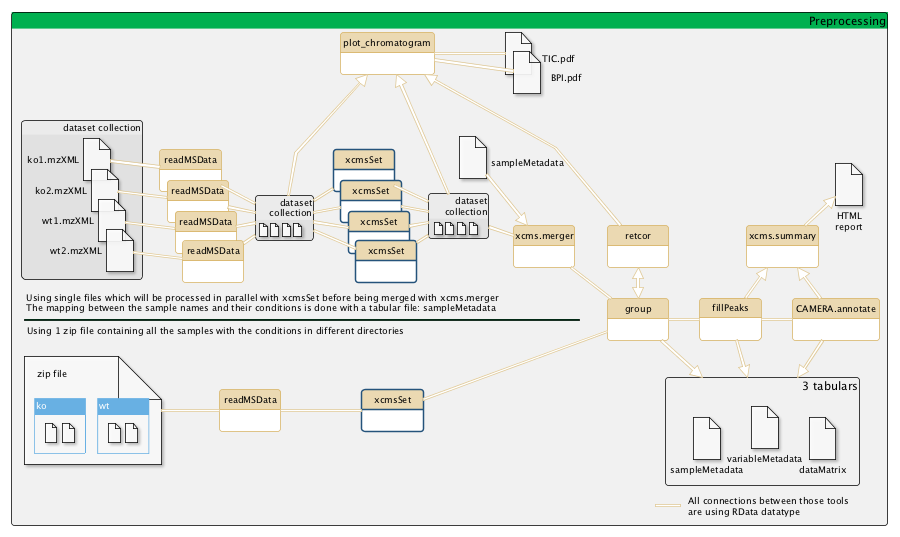 Preprocessing
plot_chromatogram
TIC.pdf
BPI.pdf
dataset collection
ko1.mzXML
ko2.mzXML
wt1.mzXML
wt2.mzXML
readMSData
readMSData
readMSData
readMSData
dataset
collection
xcmsSet
xcmsSet
xcmsSet
xcmsSet
dataset
collection
sampleMetadata
xcms.merger
retcor
xcms.summary
HTML
report
Using single files which will be processed in parallel with xcmsSet before being merged with xcms.merger
The mapping between the sample names and their conditions is done with a tabular file: sampleMetadata
group
fillPeaks
CAMERA.annotate
Using 1 zip file containing all the samples with the conditions in different directories
zip file
ko
wt
readMSData
xcmsSet
3 tabulars
sampleMetadata
variableMetadata
dataMatrix
All connections between those tools
are using RData datatype